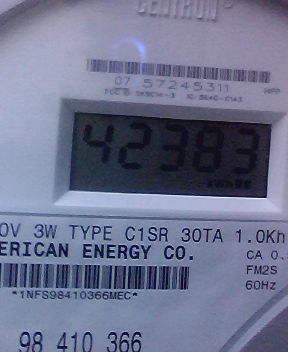 CENTRON®
07 57245311
42383
0V 3W TYPE C1SR 30TA 1.0Kh
ERICAN ENERGY CO.
CA 0.
FM2S
*1NFS98410366MEC*
60Hz
98 410 366